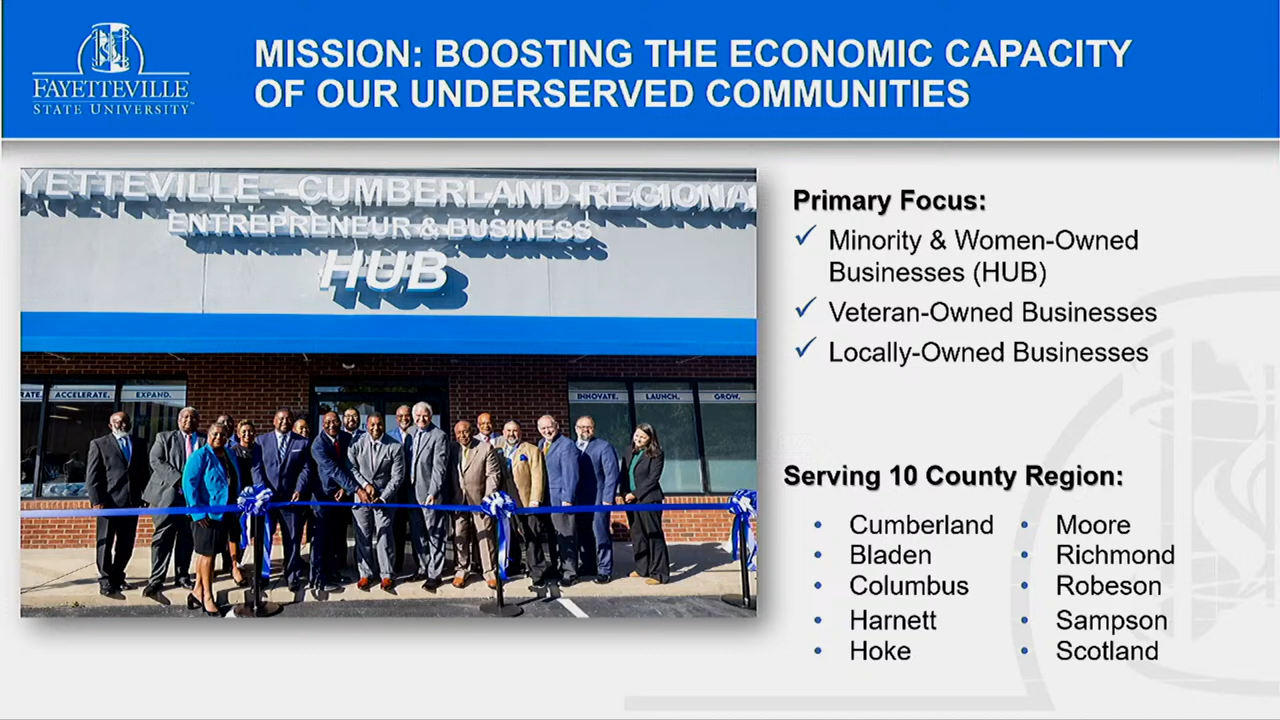 FAYETTEVILLE
STATE UNIVERSITY
MISSION: BOOSTING THE ECONOMIC CAPACITY
OF OUR UNDERSERVED COMMUNITIES
YETTEVILLE - CUMBERLAND REGIONA
ENTREPRENEUR & BUSINESS
HUB
RATE.
ACCELERATE.
EXPAND.
INNOVATE.
LAUNCH.
GROW.
Primary Focus:
✓ Minority & Women-Owned
Businesses (HUB)
✓ Veteran-Owned Businesses
✓ Locally-Owned Businesses
Serving 10 County Region:
• Cumberland
• Bladen
• Columbus
• Harnett
• Hoke
• Moore
• Richmond
• Robeson
• Sampson
• Scotland